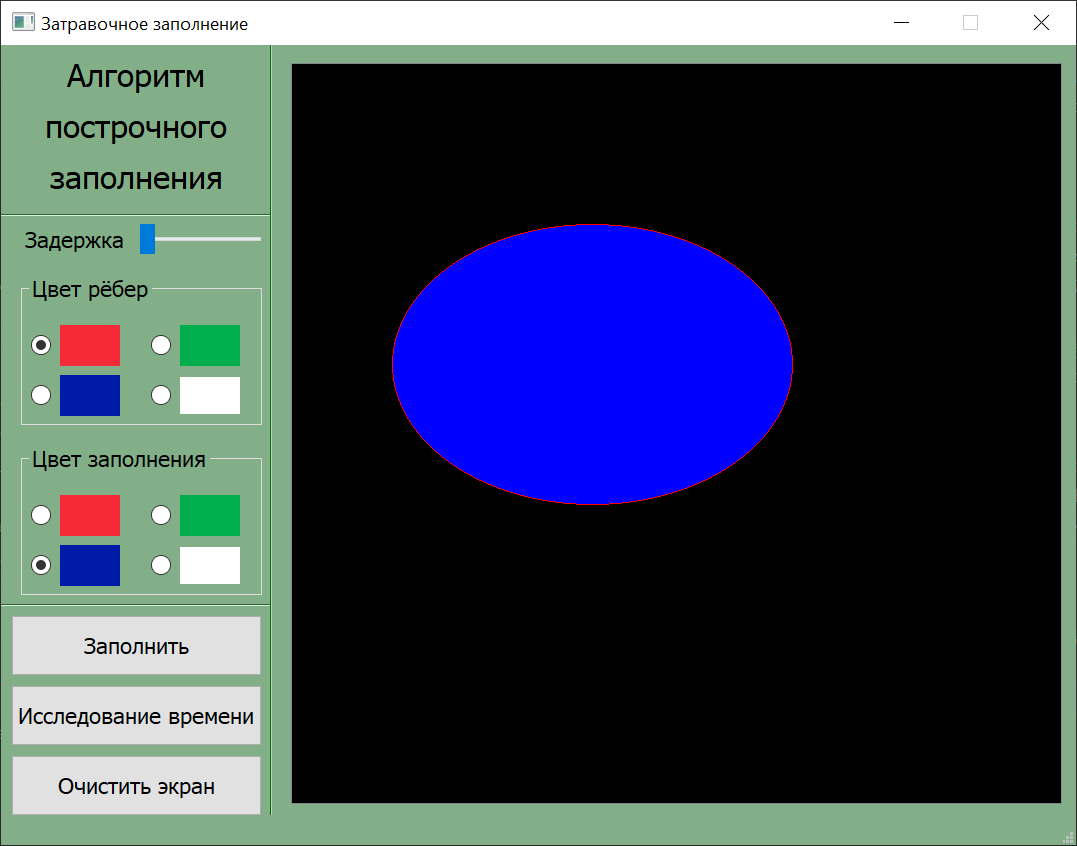 Затравочное заполнение
Алгоритм
построчного
заполнения
Задержка
Цвет рёбер
Цвет заполнения
Заполнить
Исследование времени
Очистить экран